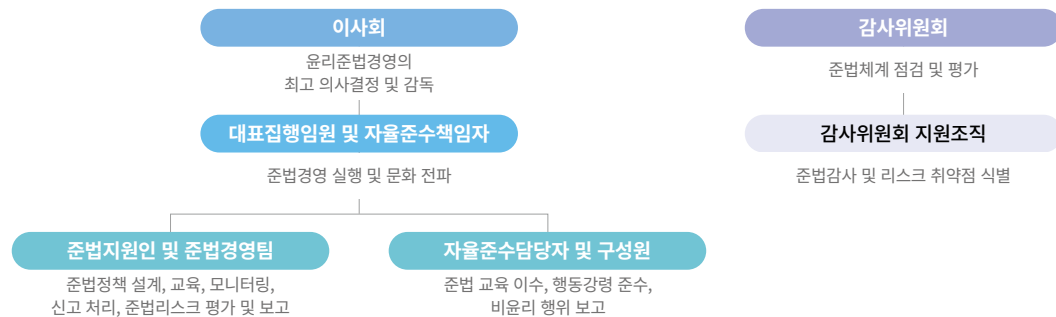 이사회
윤리준법경영의
최고 의사결정 및 감독
대표집행임원 및 자율준수책임자
준법경영 실행 및 문화 전파
준법지원인 및 준법경영팀
준법정책 설계, 교육, 모니터링,
신고 처리, 준법리스크 평가 및 보고
자율준수담당자 및 구성원
준법 교육 이수, 행동강령 준수,
비윤리 행위 보고
감사위원회
준법체계 점검 및 평가
감사위원회 지원조직
준법감사 및 리스크 취약점 식별